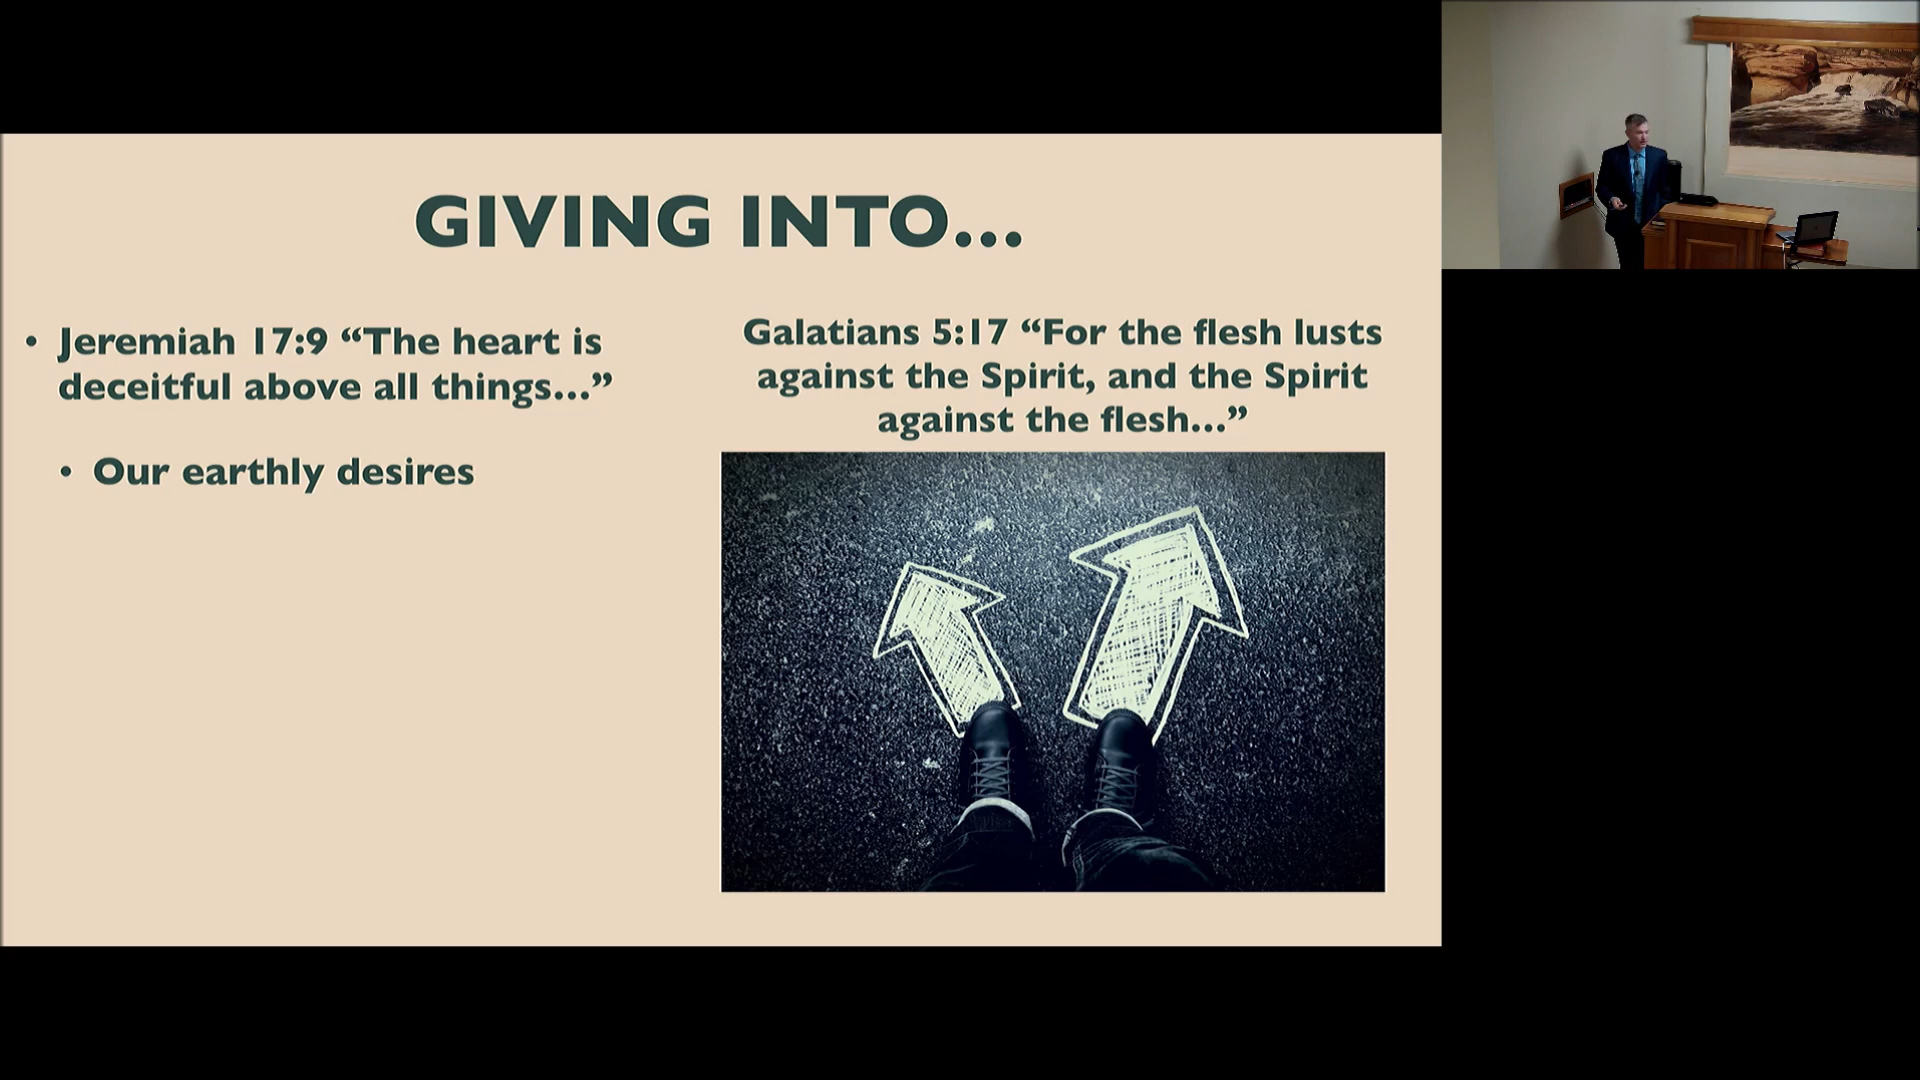 GIVING INTO...
• Jeremiah 17:9 “The heart is
deceitful above all things...”
• Our earthly desires
Galatians 5:17 “For the flesh lusts
against the Spirit, and the Spirit
against the flesh...”